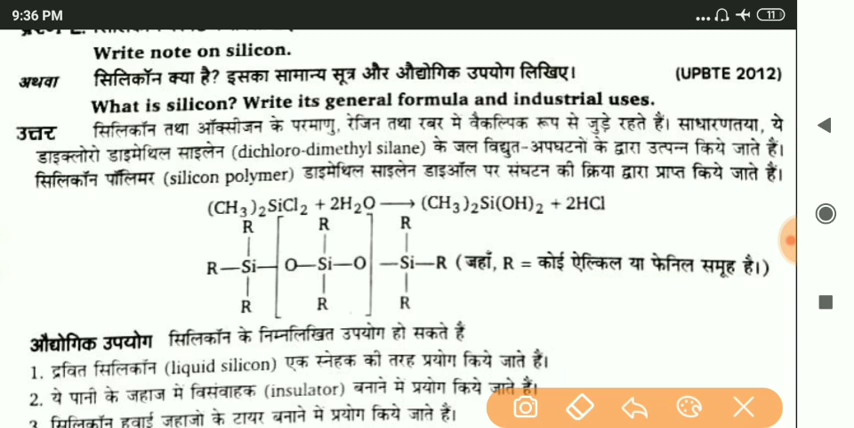 9:36 PM
11
Write note on silicon.
अथवा सिलिकॉन क्या है? इसका सामान्य सूत्र और औद्योगिक उपयोग लिखिए। (UPBTE 2012)
What is silicon? Write its general formula and industrial uses.
उत्तर सिलिकॉन तथा ऑक्सीजन के परमाणु, रेजिन तथा रबर मे वैकल्पिक रूप से जुड़े रहते हैं। साधारणतया, ये
डाइक्लोरो डाइमेथिल साइलेन (dichloro-dimethyl silane) के जल विद्युत-अपघटनो के द्वारा उत्पन्न किये जाते हैं।
सिलिकॉन पॉलिमर (silicon polymer) डाइमेथिल साइलेन डाइऑल पर संघटन की क्रिया द्वारा प्राप्त किये जाते हैं।
(CH₃)₂SiCl₂ + 2H₂O ⟶ (CH₃)₂Si(OH)₂ + 2HCl
R R R
R—Si—[O—Si—O]—Si—R (जहाँ, R = कोई ऐल्किल या फेनिल समूह है।)
R R R
औद्योगिक उपयोग सिलिकॉन के निम्नलिखित उपयोग हो सकते हैं
1. द्रवित सिलिकॉन (liquid silicon) एक स्नेहक की तरह प्रयोग किये जाते हैं।
2. ये पानी के जहाज में विसंवाहक (insulator) बनाने मे प्रयोग किये जाते हैं।
3 सिलिकॉन हवाई जहाजो के टायर बनाने में प्रयोग किये जाते हैं।